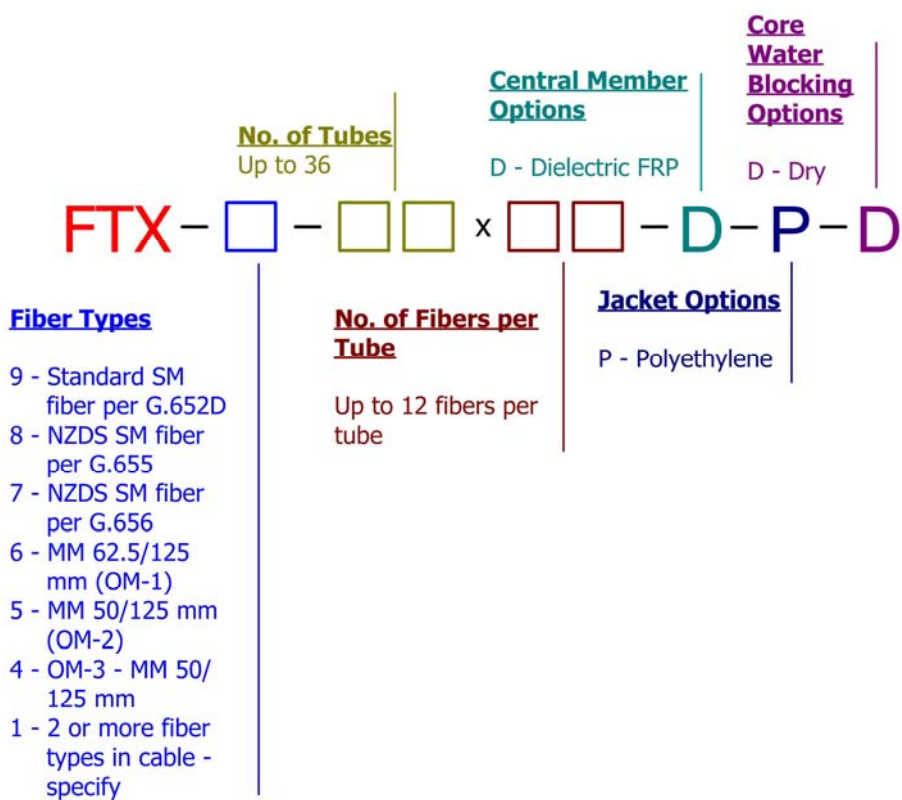 Core
Water
Blocking
Options
D - Dry
Central Member
Options
D - Dielectric FRP
No. of Tubes
Up to 36
FTX – □ – □□ x □□ – D – P – D
Fiber Types
9 - Standard SM
fiber per G.652D
8 - NZDS SM fiber
per G.655
7 - NZDS SM fiber
per G.656
6 - MM 62.5/125
mm (OM-1)
5 - MM 50/125 mm
(OM-2)
4 - OM-3 - MM 50/
125 mm
1 - 2 or more fiber
types in cable -
specify
No. of Fibers per
Tube
Up to 12 fibers per
tube
Jacket Options
P - Polyethylene